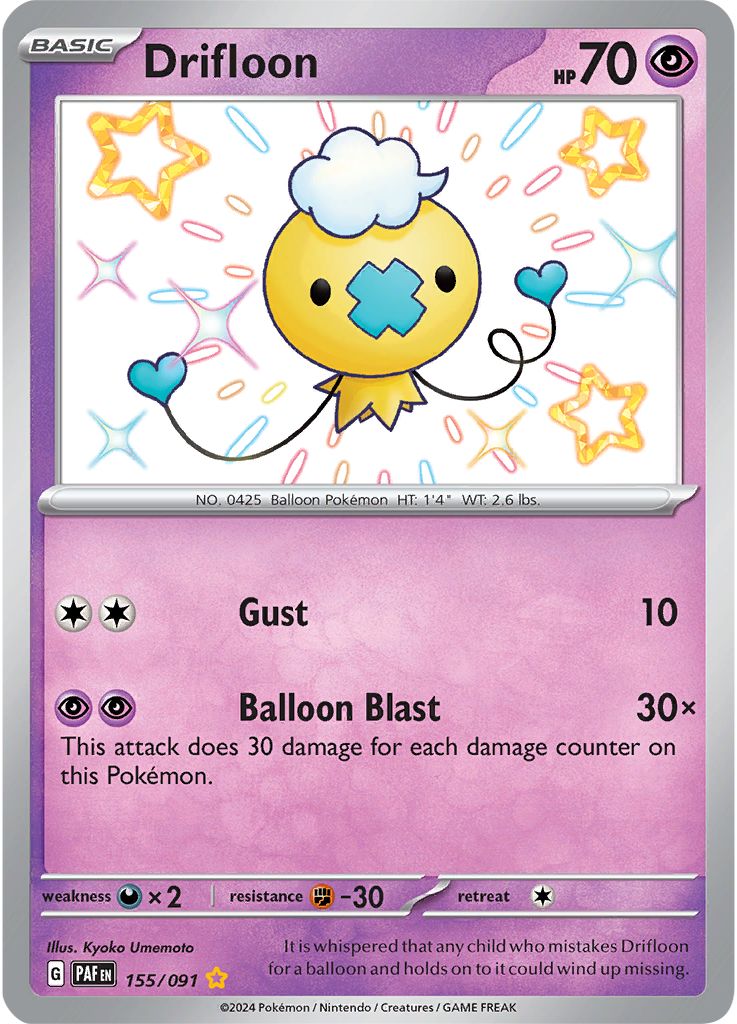 BASIC
Drifloon
HP 70
NO. 0425 Balloon Pokémon HT: 1'4" WT: 2.6 lbs.
Gust 10
Balloon Blast 30×
This attack does 30 damage for each damage counter on
this Pokémon.
weakness ×2 resistance -30 retreat
Illus. Kyoko Umemoto
G PAF EN 155/091
It is whispered that any child who mistakes Drifloon
for a balloon and holds on to it could wind up missing.
©2024 Pokémon / Nintendo / Creatures / GAME FREAK